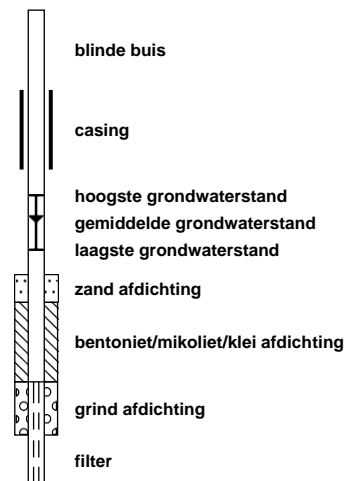 blinde buis
casing
hoogste grondwaterstand
gemiddelde grondwaterstand
laagste grondwaterstand
zand afdichting
bentoniet/mikoliet/klei afdichting
grind afdichting
filter